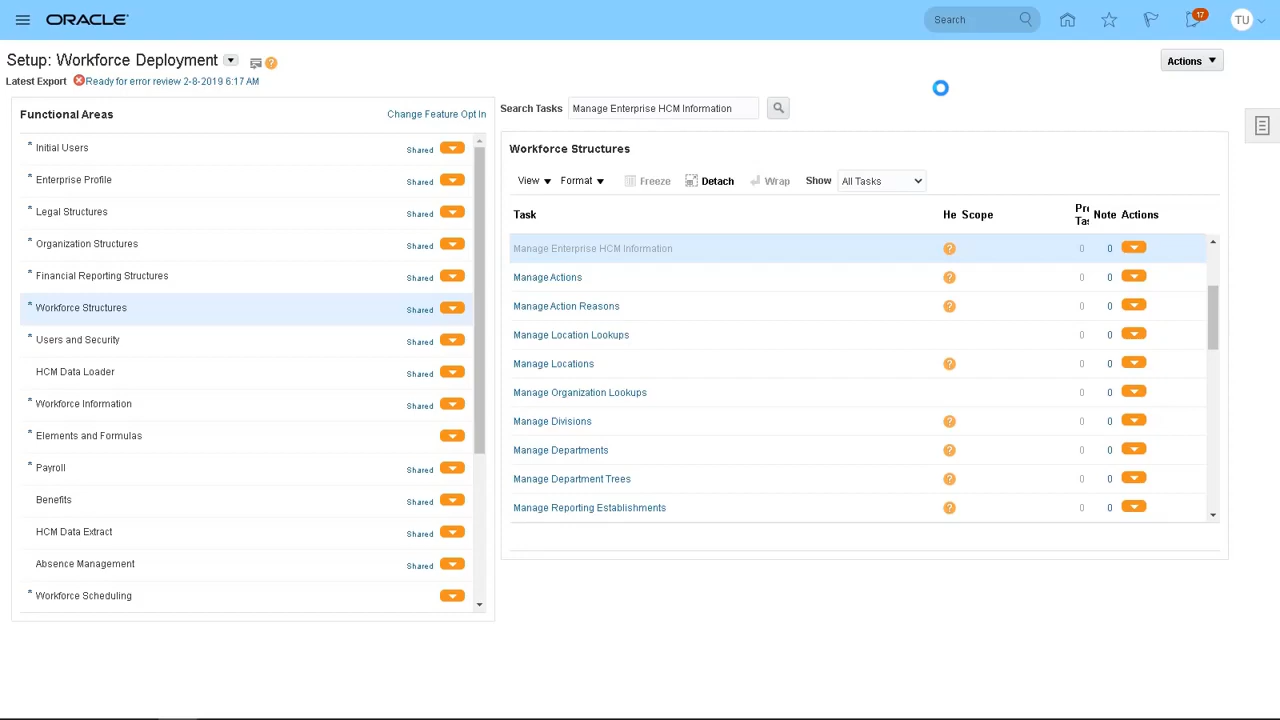 ORACLE
Search
17
TU
Setup: Workforce Deployment
Actions
Latest Export Ready for error review 2-8-2019 6:17 AM
Functional Areas
Change Feature Opt In
* Initial Users Shared
* Enterprise Profile Shared
* Legal Structures Shared
* Organization Structures Shared
* Financial Reporting Structures Shared
* Workforce Structures Shared
* Users and Security Shared
HCM Data Loader Shared
* Workforce Information Shared
* Elements and Formulas
* Payroll Shared
Benefits Shared
HCM Data Extract Shared
Absence Management Shared
* Workforce Scheduling
Search Tasks Manage Enterprise HCM Information
Workforce Structures
View Format Freeze Detach Wrap Show All Tasks
Task He Scope Pre Tas Note Actions
Manage Enterprise HCM Information ? 0 0
Manage Actions ? 0 0
Manage Action Reasons ? 0 0
Manage Location Lookups 0 0
Manage Locations ? 0 0
Manage Organization Lookups 0 0
Manage Divisions ? 0 0
Manage Departments ? 0 0
Manage Department Trees ? 0 0
Manage Reporting Establishments ? 0 0